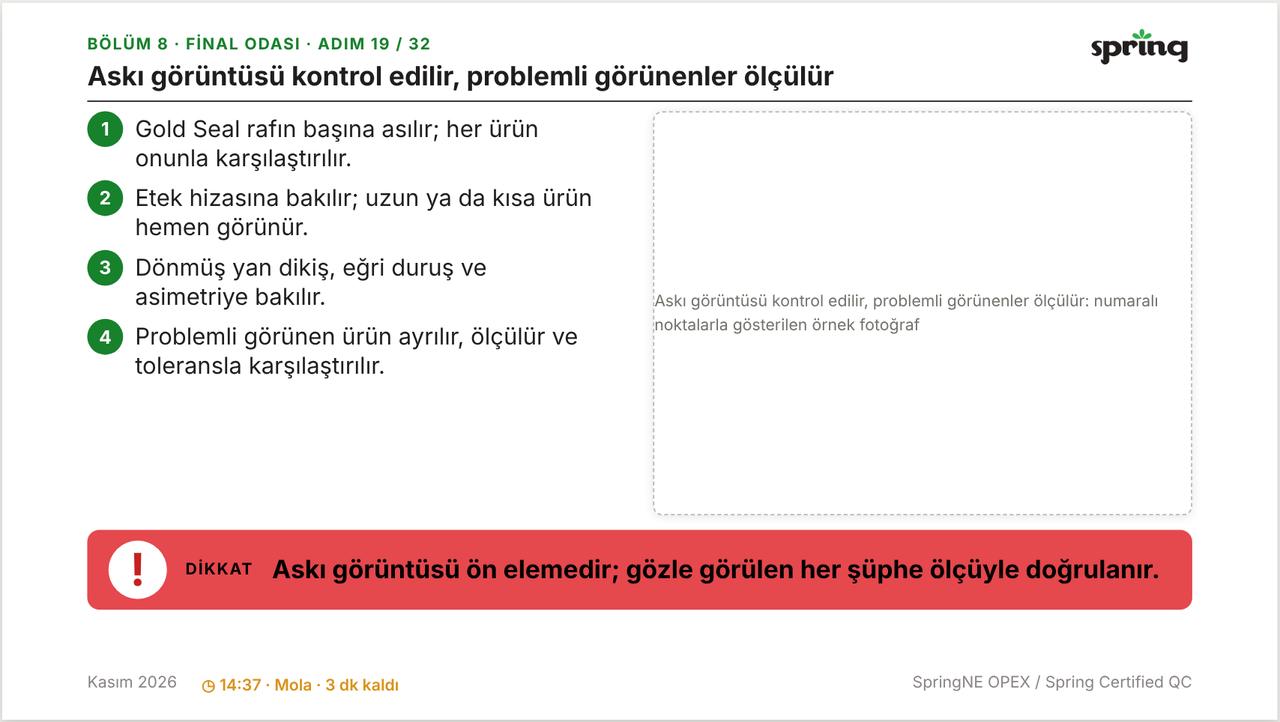 BÖLÜM 8 · FİNAL ODASI · ADIM 19 / 32
spring
Askı görüntüsü kontrol edilir, problemli görünenler ölçülür
1 Gold Seal rafın başına asılır; her ürün
onunla karşılaştırılır.
2 Etek hizasına bakılır; uzun ya da kısa ürün
hemen görünür.
3 Dönmüş yan dikiş, eğri duruş ve
asimetriye bakılır.
4 Problemli görünen ürün ayrılır, ölçülür ve
toleransla karşılaştırılır.
Askı görüntüsü kontrol edilir, problemli görünenler ölçülür: numaralı
noktalarla gösterilen örnek fotoğraf
! DİKKAT Askı görüntüsü ön elemedir; gözle görülen her şüphe ölçüyle doğrulanır.
Kasım 2026 ◷ 14:37 · Mola · 3 dk kaldı SpringNE OPEX / Spring Certified QC